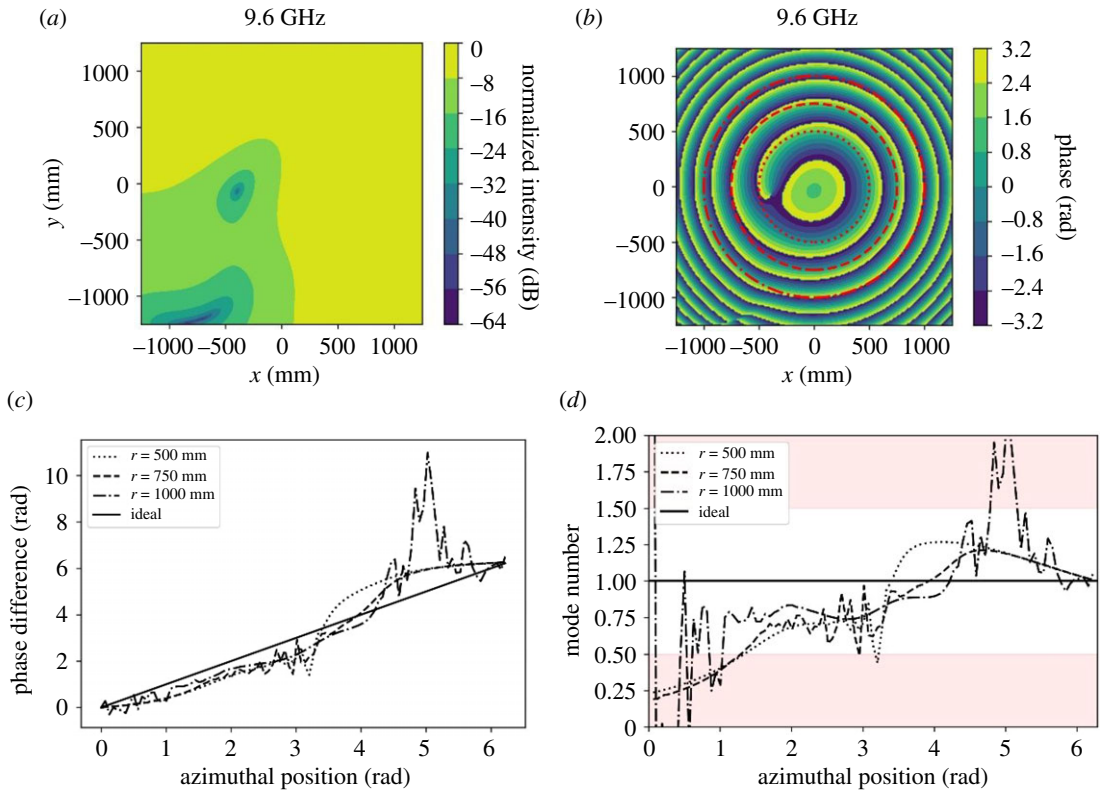 (a) 9.6 GHz
1000
500
0
−500
−1000
y (mm)
−1000 −500 0 500 1000
x (mm)
0
−8
−16
−24
−32
−40
−48
−56
−64
normalized intensity (dB)
(b) 9.6 GHz
1000
500
0
−500
−1000
y (mm)
−1000 −500 0 500 1000
x (mm)
3.2
2.4
1.6
0.8
0
−0.8
−1.6
−2.4
−3.2
phase (rad)
(c)
r = 500 mm
r = 750 mm
r = 1000 mm
ideal
10
8
6
4
2
0
phase difference (rad)
0 1 2 3 4 5 6
azimuthal position (rad)
(d)
r = 500 mm
r = 750 mm
r = 1000 mm
ideal
2.00
1.75
1.50
1.25
1.00
0.75
0.50
0.25
0
mode number
0 1 2 3 4 5 6
azimuthal position (rad)